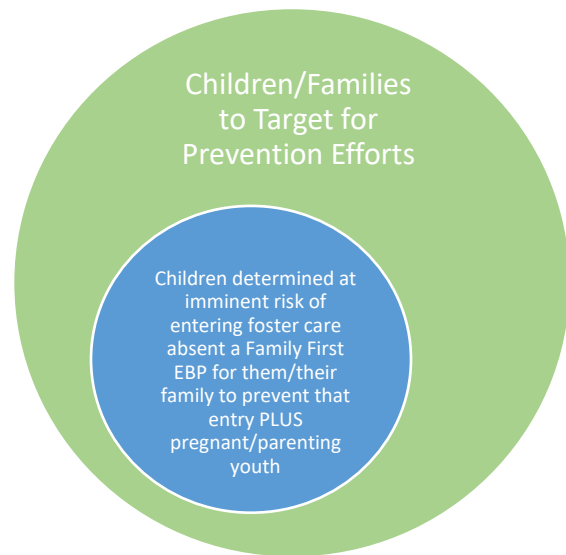 Children/Families
to Target for
Prevention Efforts
Children determined at
imminent risk of
entering foster care
absent a Family First
EBP for them/their
family to prevent that
entry PLUS
pregnant/parenting
youth